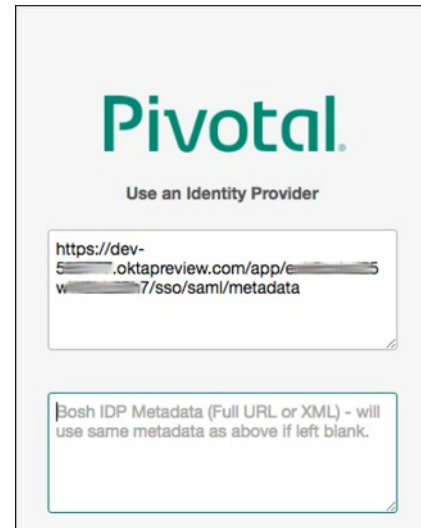 Pivotal.
Use an Identity Provider
https://dev-
5 .oktapreview.com/app/e 5
w h7/sso/saml/metadata
Bosh IDP Metadata (Full URL or XML) - will
use same metadata as above if left blank.